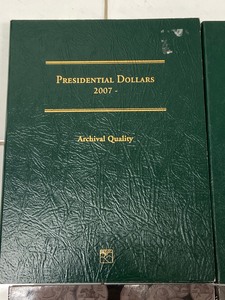 PRESIDENTIAL DOLLARS
2007 -
Archival Quality